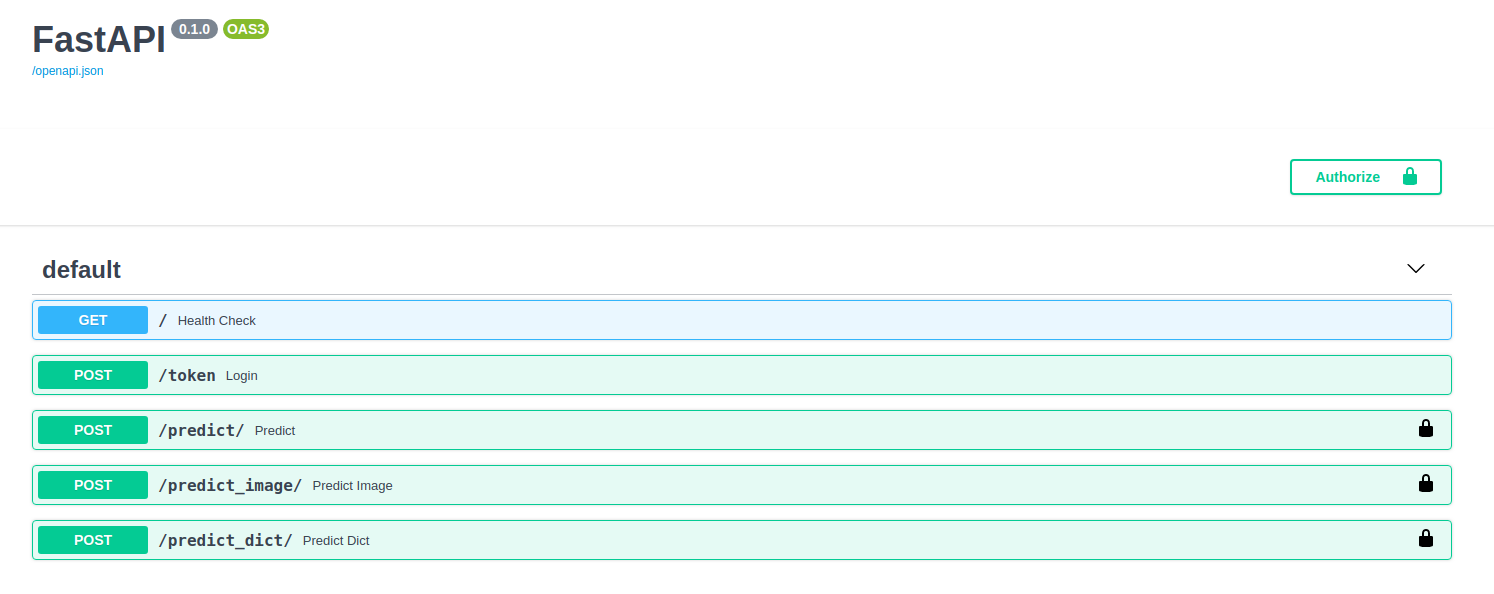 FastAPI 0.1.0 OAS3
/openapi.json
Authorize
default
GET / Health Check
POST /token Login
POST /predict/ Predict
POST /predict_image/ Predict Image
POST /predict_dict/ Predict Dict